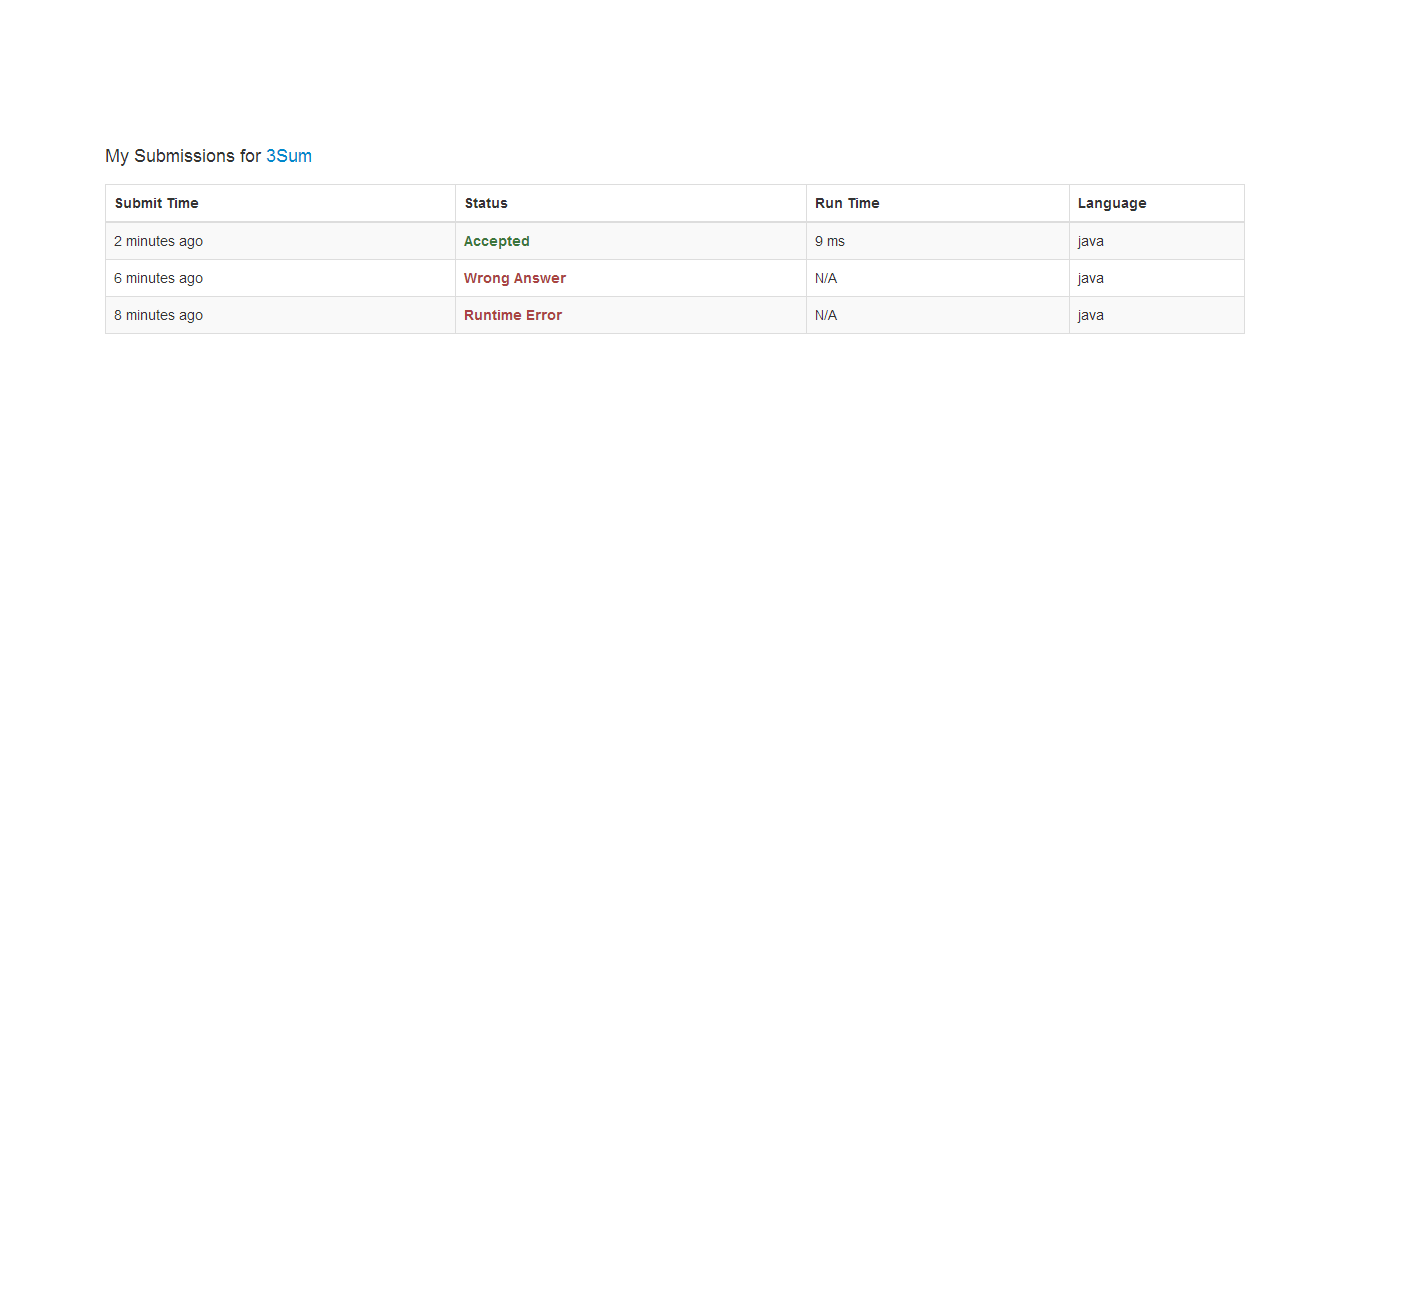 My Submissions for 3Sum
Submit Time Status Run Time Language
2 minutes ago Accepted 9 ms java
6 minutes ago Wrong Answer N/A java
8 minutes ago Runtime Error N/A java